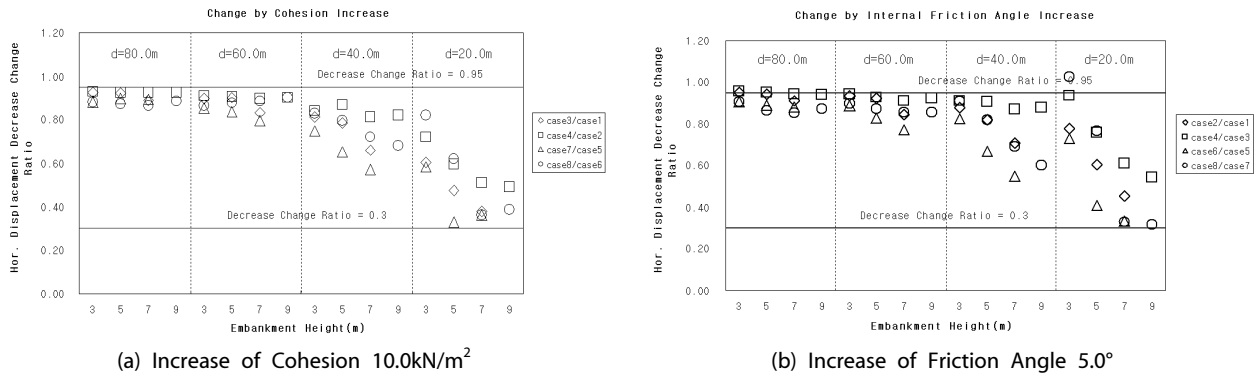 Change by Cohesion Increase
Hor. Displacement Decrease Change
Ratio
1.20
1.00
0.80
0.60
0.40
0.20
0.00
d=80.0m d=60.0m d=40.0m d=20.0m
Decrease Change Ratio = 0.95
Decrease Change Ratio = 0.3
3 5 7 9 3 5 7 9 3 5 7 9 3 5 7 9
Embankment Height(m)
case3/case1
case4/case2
case7/case5
case8/case6
(a) Increase of Cohesion 10.0kN/m²
Change by Internal Friction Angle Increase
Hor. Displacement Decrease Change
Ratio
1.20
1.00
0.80
0.60
0.40
0.20
0.00
d=80.0m d=60.0m d=40.0m d=20.0m
Decrease Change Ratio = 0.95
Decrease Change Ratio = 0.3
3 5 7 9 3 5 7 9 3 5 7 9 3 5 7 9
Embankment Height(m)
case2/case1
case4/case3
case6/case5
case8/case7
(b) Increase of Friction Angle 5.0°